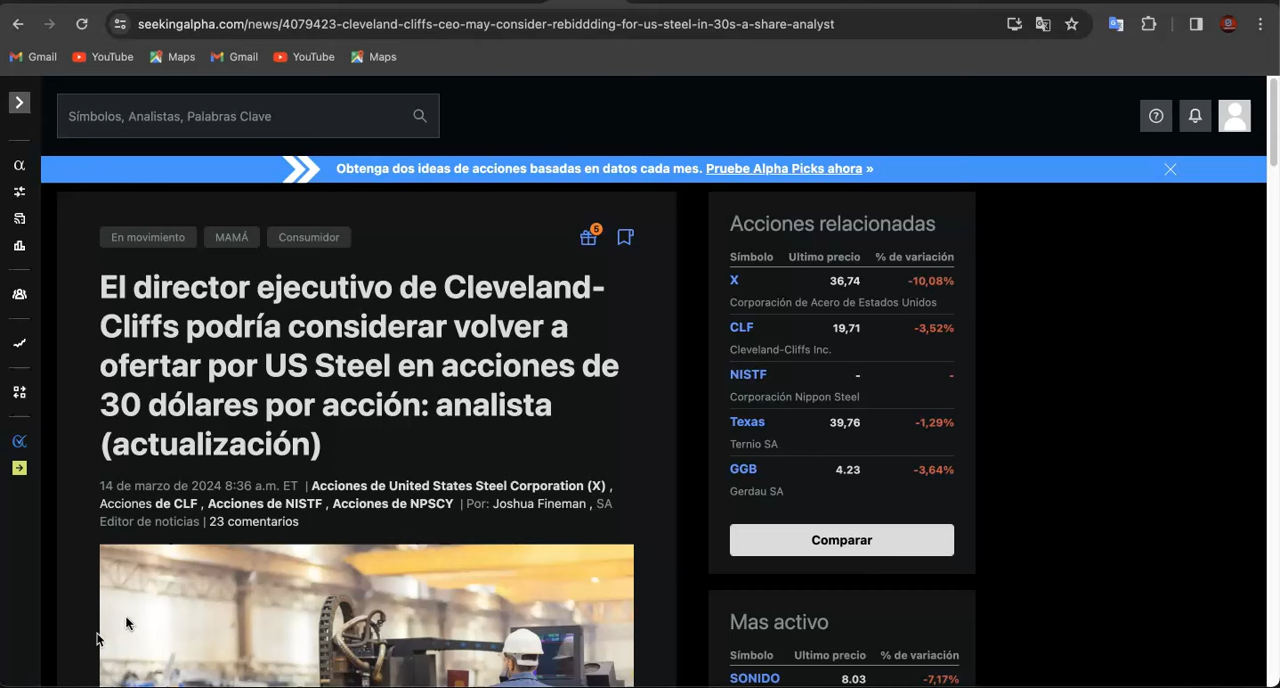 seekingalpha.com/news/4079423-cleveland-cliffs-ceo-may-consider-rebiddding-for-us-steel-in-30s-a-share-analyst
Gmail YouTube Maps Gmail YouTube Maps
Símbolos, Analistas, Palabras Clave
Obtenga dos ideas de acciones basadas en datos cada mes. Pruebe Alpha Picks ahora »
En movimiento MAMÁ Consumidor
5
El director ejecutivo de Cleveland-
Cliffs podría considerar volver a
ofertar por US Steel en acciones de
30 dólares por acción: analista
(actualización)
14 de marzo de 2024 8:36 a.m. ET | Acciones de United States Steel Corporation (X) ,
Acciones de CLF , Acciones de NISTF , Acciones de NPSCY | Por: Joshua Fineman , SA
Editor de noticias | 23 comentarios
Acciones relacionadas
Símbolo Ultimo precio % de variación
X 36,74 -10,08%
Corporación de Acero de Estados Unidos
CLF 19,71 -3,52%
Cleveland-Cliffs Inc.
NISTF - -
Corporación Nippon Steel
Texas 39,76 -1,29%
Ternio SA
GGB 4.23 -3,64%
Gerdau SA
Comparar
Mas activo
Símbolo Ultimo precio % de variación
SONIDO 8.03 -7,17%